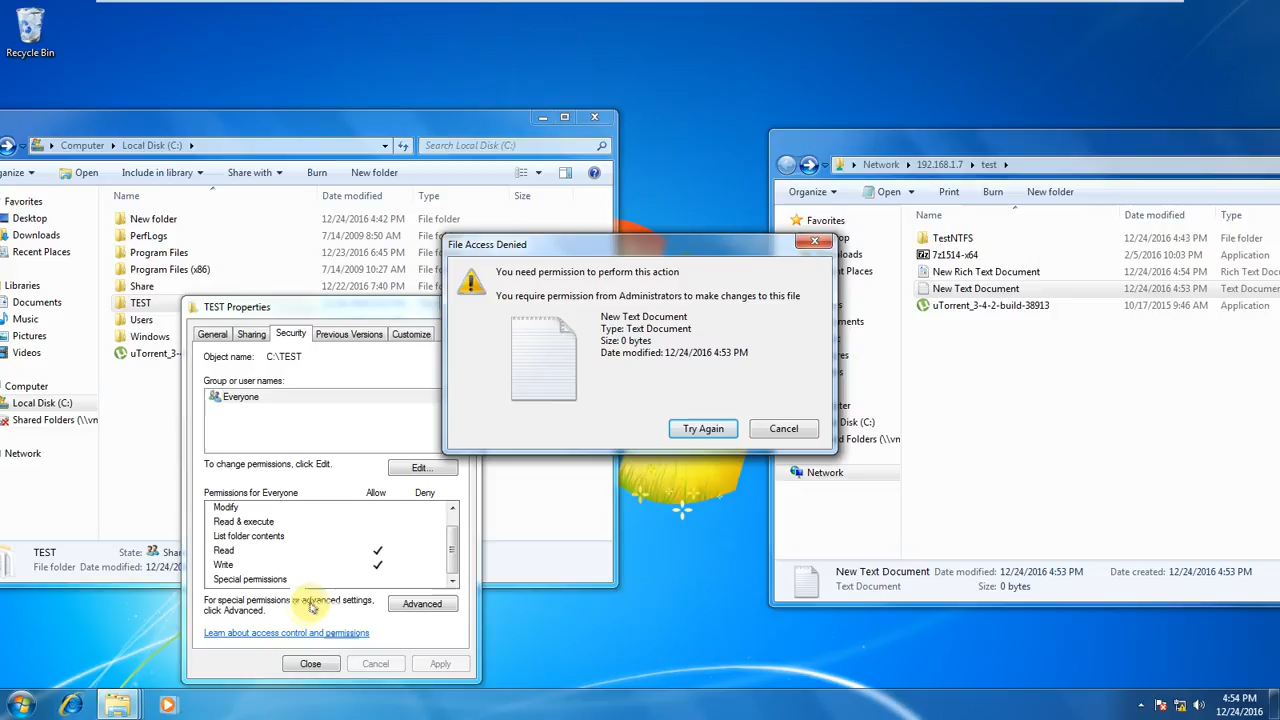 Recycle Bin
Computer Local Disk (C:) Search Local Disk (C:)
Open Include in library Share with Burn New folder
Name Date modified Type Size
Favorites
Desktop
Downloads
Recent Places
Libraries
Documents
Music
Pictures
Videos
Computer
Local Disk (C:)
Network
New folder 12/24/2016 4:42 PM File folder
PerfLogs 7/14/2009 8:50 AM File folder
Program Files 12/23/2016 6:45 PM File folder
Program Files (x86) 7/14/2009 10:27 AM File folder
Share 12/22/2016 7:48 PM File folder
TEST
Users
Windows
TEST State: Shar
File folder Date modified: 12/24/20
TEST Properties
General Sharing Security Previous Versions Customize
Object name: C:\TEST
Group or user names:
Everyone
To change permissions, click Edit.
Edit...
Permissions for Everyone Allow Deny
Modify
Read & execute
List folder contents
Read
Write
Special permissions
For special permissions or advanced settings,
click Advanced.
Advanced
Learn about access control and permissions
Close Cancel Apply
File Access Denied
You need permission to perform this action
You require permission from Administrators to make changes to this file
New Text Document
Type: Text Document
Size: 0 bytes
Date modified: 12/24/2016 4:53 PM
Try Again Cancel
Network 192.168.1.7 test
Organize Open Print Burn New folder
Name Date modified Type
Favorites
Network
TestNTFS 12/24/2016 4:43 PM File folder
7z1514-x64 2/5/2016 10:03 PM Application
New Rich Text Document 12/24/2016 4:54 PM Rich Text
New Text Document 12/24/2016 4:53 PM Text Documen
uTorrent_3-4-2-build-38913 10/17/2015 9:46 AM Application
New Text Document Date modified: 12/24/2016 4:53 PM Date created: 12/24/2016 4:53 PM
Text Document Size: 0 bytes
4:54 PM
12/24/2016